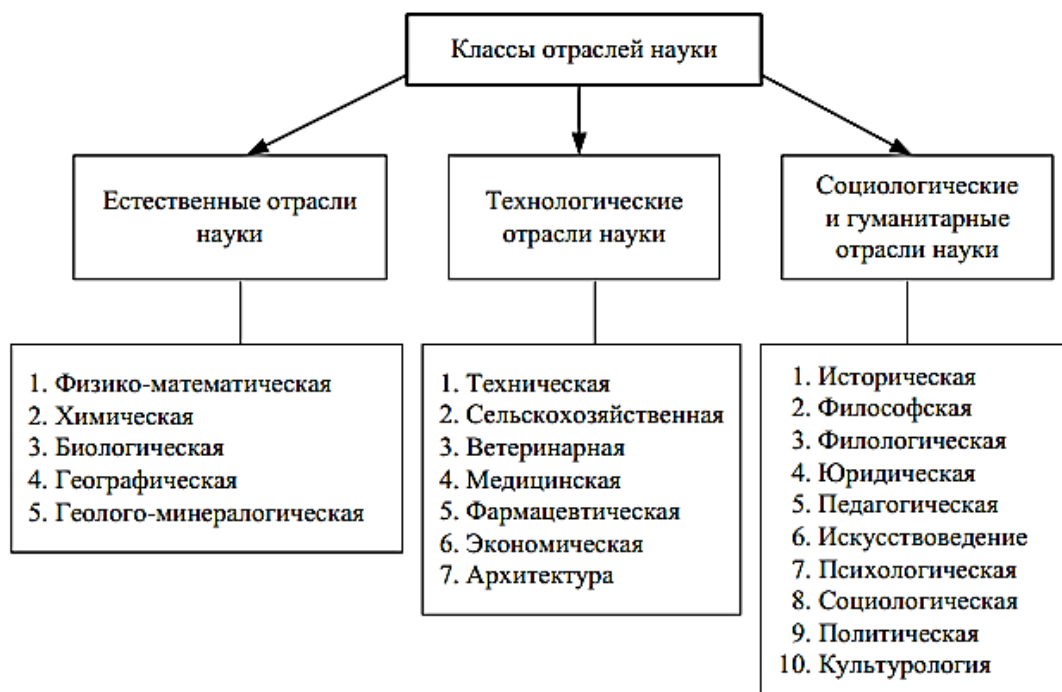 Классы отраслей науки
Естественные отрасли
науки
Технологические
отрасли науки
Социологические
и гуманитарные
отрасли науки
1. Физико-математическая
2. Химическая
3. Биологическая
4. Географическая
5. Геолого-минералогическая
1. Техническая
2. Сельскохозяйственная
3. Ветеринарная
4. Медицинская
5. Фармацевтическая
6. Экономическая
7. Архитектура
1. Историческая
2. Философская
3. Филологическая
4. Юридическая
5. Педагогическая
6. Искусствоведение
7. Психологическая
8. Социологическая
9. Политическая
10. Культурология